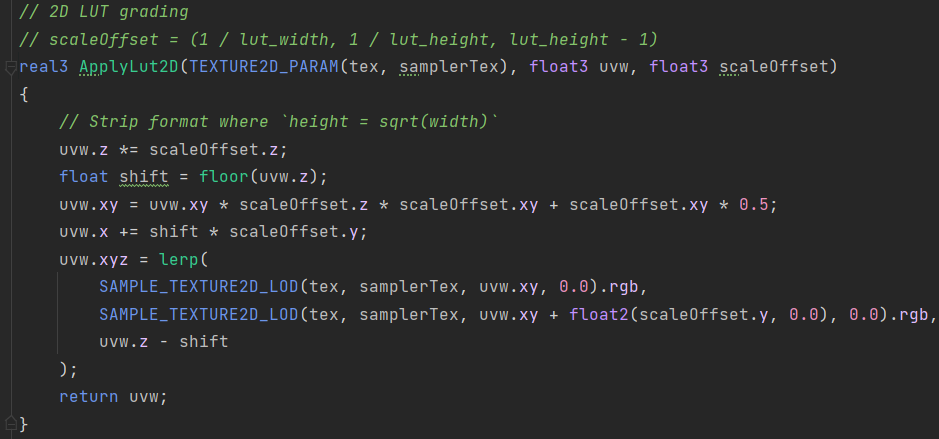 // 2D LUT grading
// scaleOffset = (1 / lut_width, 1 / lut_height, lut_height - 1)
real3 ApplyLut2D(TEXTURE2D_PARAM(tex, samplerTex), float3 uvw, float3 scaleOffset)
{
    // Strip format where `height = sqrt(width)`
    uvw.z *= scaleOffset.z;
    float shift = floor(uvw.z);
    uvw.xy = uvw.xy * scaleOffset.z * scaleOffset.xy + scaleOffset.xy * 0.5;
    uvw.x += shift * scaleOffset.y;
    uvw.xyz = lerp(
        SAMPLE_TEXTURE2D_LOD(tex, samplerTex, uvw.xy, 0.0).rgb,
        SAMPLE_TEXTURE2D_LOD(tex, samplerTex, uvw.xy + float2(scaleOffset.y, 0.0), 0.0).rgb,
        uvw.z - shift
    );
    return uvw;
}